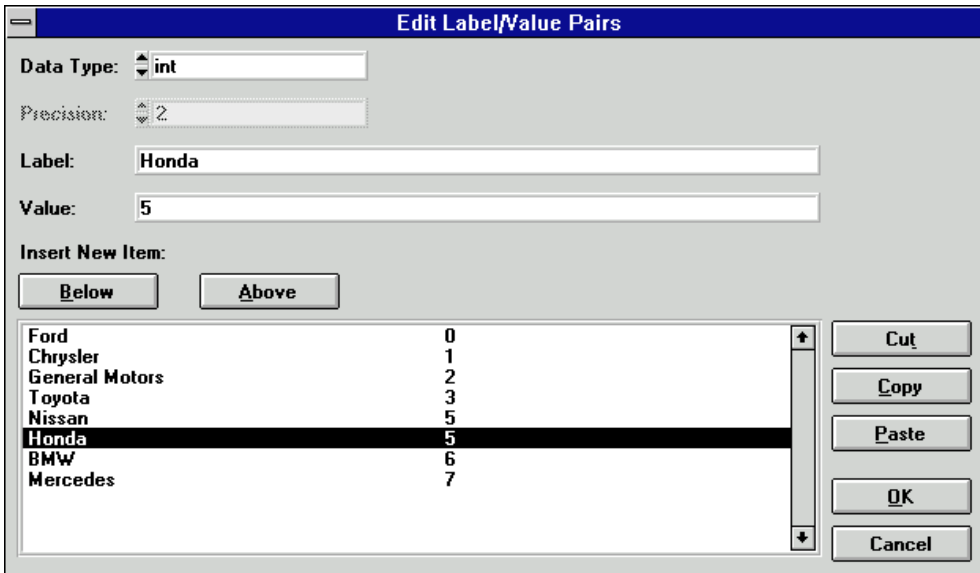 Edit Label/Value Pairs
Data Type: int
Precision: 2
Label: Honda
Value: 5
Insert New Item:
Below Above
Ford 0
Chrysler 1
General Motors 2
Toyota 3
Nissan 5
Honda 5
BMW 6
Mercedes 7
Cut
Copy
Paste
OK
Cancel